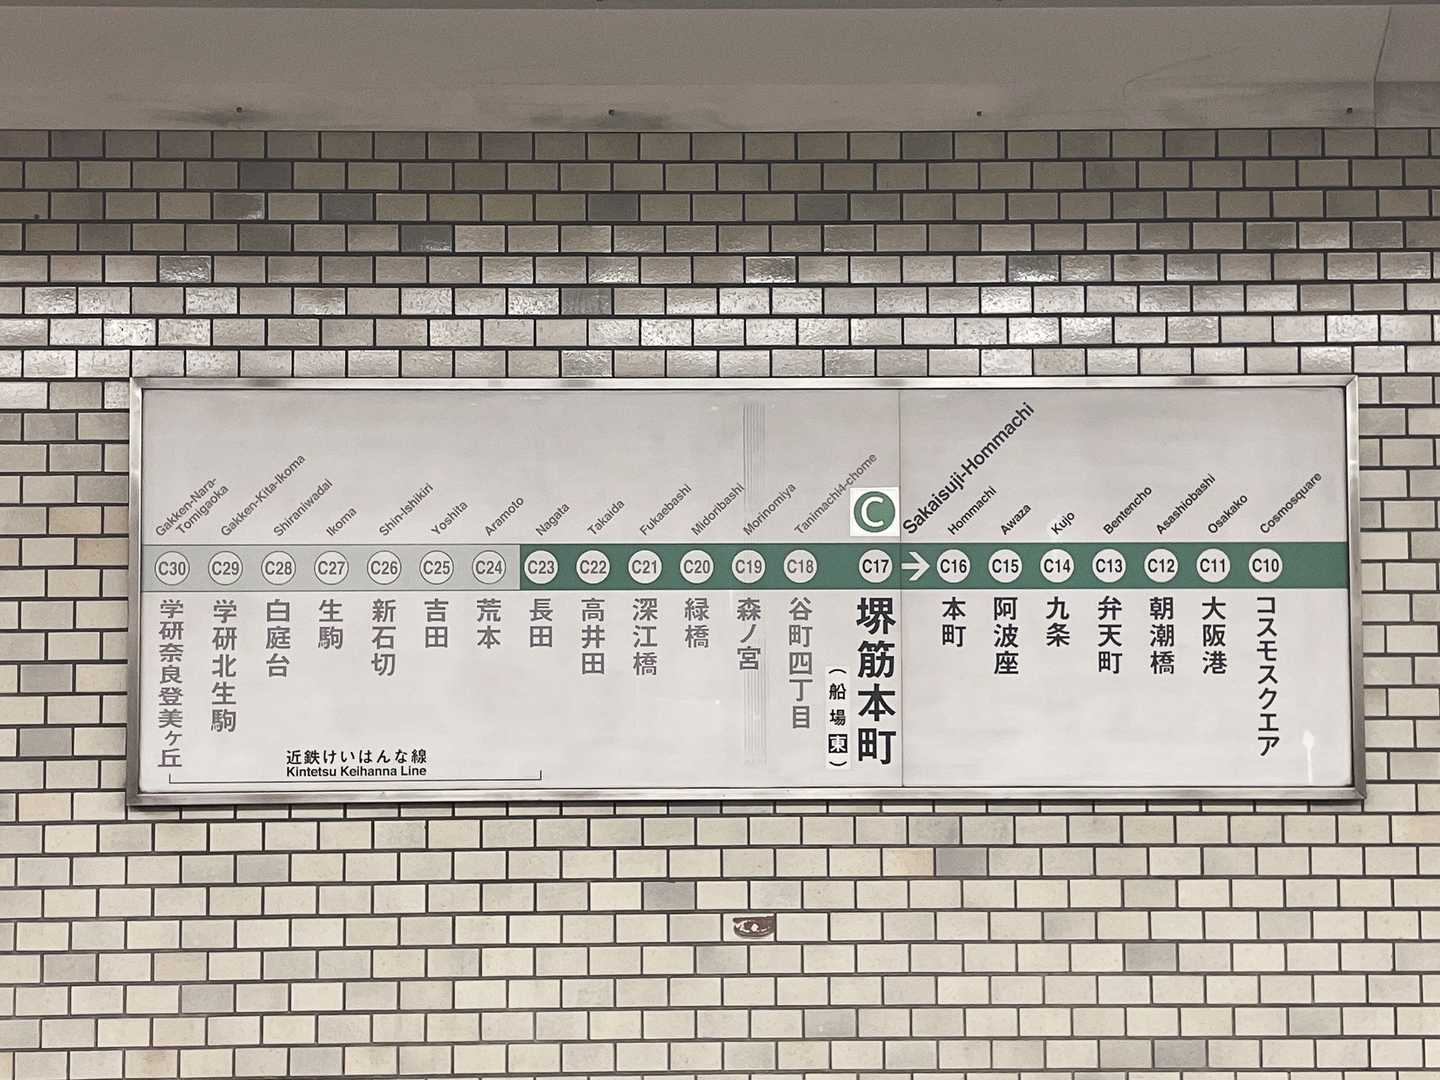 Gakken-Nara-
Tomigaoka
Gakken-Kita-Ikoma
Shiraniwadai
Ikoma
Shin-Ishikiri
Yoshita
Aramoto
Nagata
Takaida
Fukaebashi
Midoribashi
Morinomiya
Tanimachi4-chome
C
Sakaisuji-Hommachi
Hommachi
Awaza
Kujo
Bentencho
Asashiobashi
Osakako
Cosmosquare
C30
C29
C28
C27
C26
C25
C24
C23
C22
C21
C20
C19
C18
C17
C16
C15
C14
C13
C12
C11
C10
学研奈良登美ヶ丘
学研北生駒
白庭台
生駒
新石切
吉田
荒本
長田
高井田
深江橋
緑橋
森ノ宮
谷町四丁目
堺筋本町
（船場東）
本町
阿波座
九条
弁天町
朝潮橋
大阪港
コスモスクエア
近鉄けいはんな線
Kintetsu Keihanna Line